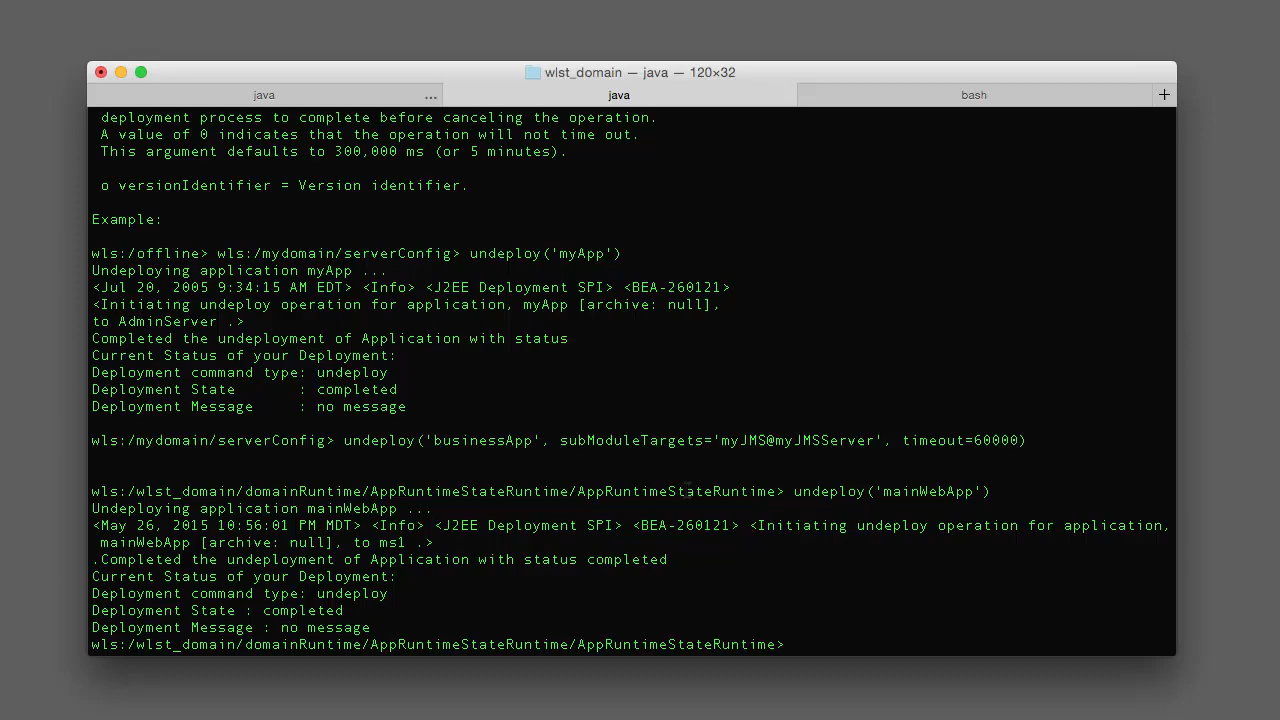 wlst_domain — java — 120×32
java ... java bash +
deployment process to complete before canceling the operation.
A value of 0 indicates that the operation will not time out.
This argument defaults to 300,000 ms (or 5 minutes).
o versionIdentifier = Version identifier.
Example:
wls:/offline> wls:/mydomain/serverConfig> undeploy('myApp')
Undeploying application myApp ...
<Jul 20, 2005 9:34:15 AM EDT> <Info> <J2EE Deployment SPI> <BEA-260121>
<Initiating undeploy operation for application, myApp [archive: null],
to AdminServer .>
Completed the undeployment of Application with status
Current Status of your Deployment:
Deployment command type: undeploy
Deployment State       : completed
Deployment Message     : no message
wls:/mydomain/serverConfig> undeploy('businessApp', subModuleTargets='myJMS@myJMSServer', timeout=60000)
wls:/wlst_domain/domainRuntime/AppRuntimeStateRuntime/AppRuntimeStateRuntime> undeploy('mainWebApp')
Undeploying application mainWebApp ...
<May 26, 2015 10:56:01 PM MDT> <Info> <J2EE Deployment SPI> <BEA-260121> <Initiating undeploy operation for application,
mainWebApp [archive: null], to ms1 .>
.Completed the undeployment of Application with status completed
Current Status of your Deployment:
Deployment command type: undeploy
Deployment State : completed
Deployment Message : no message
wls:/wlst_domain/domainRuntime/AppRuntimeStateRuntime/AppRuntimeStateRuntime>